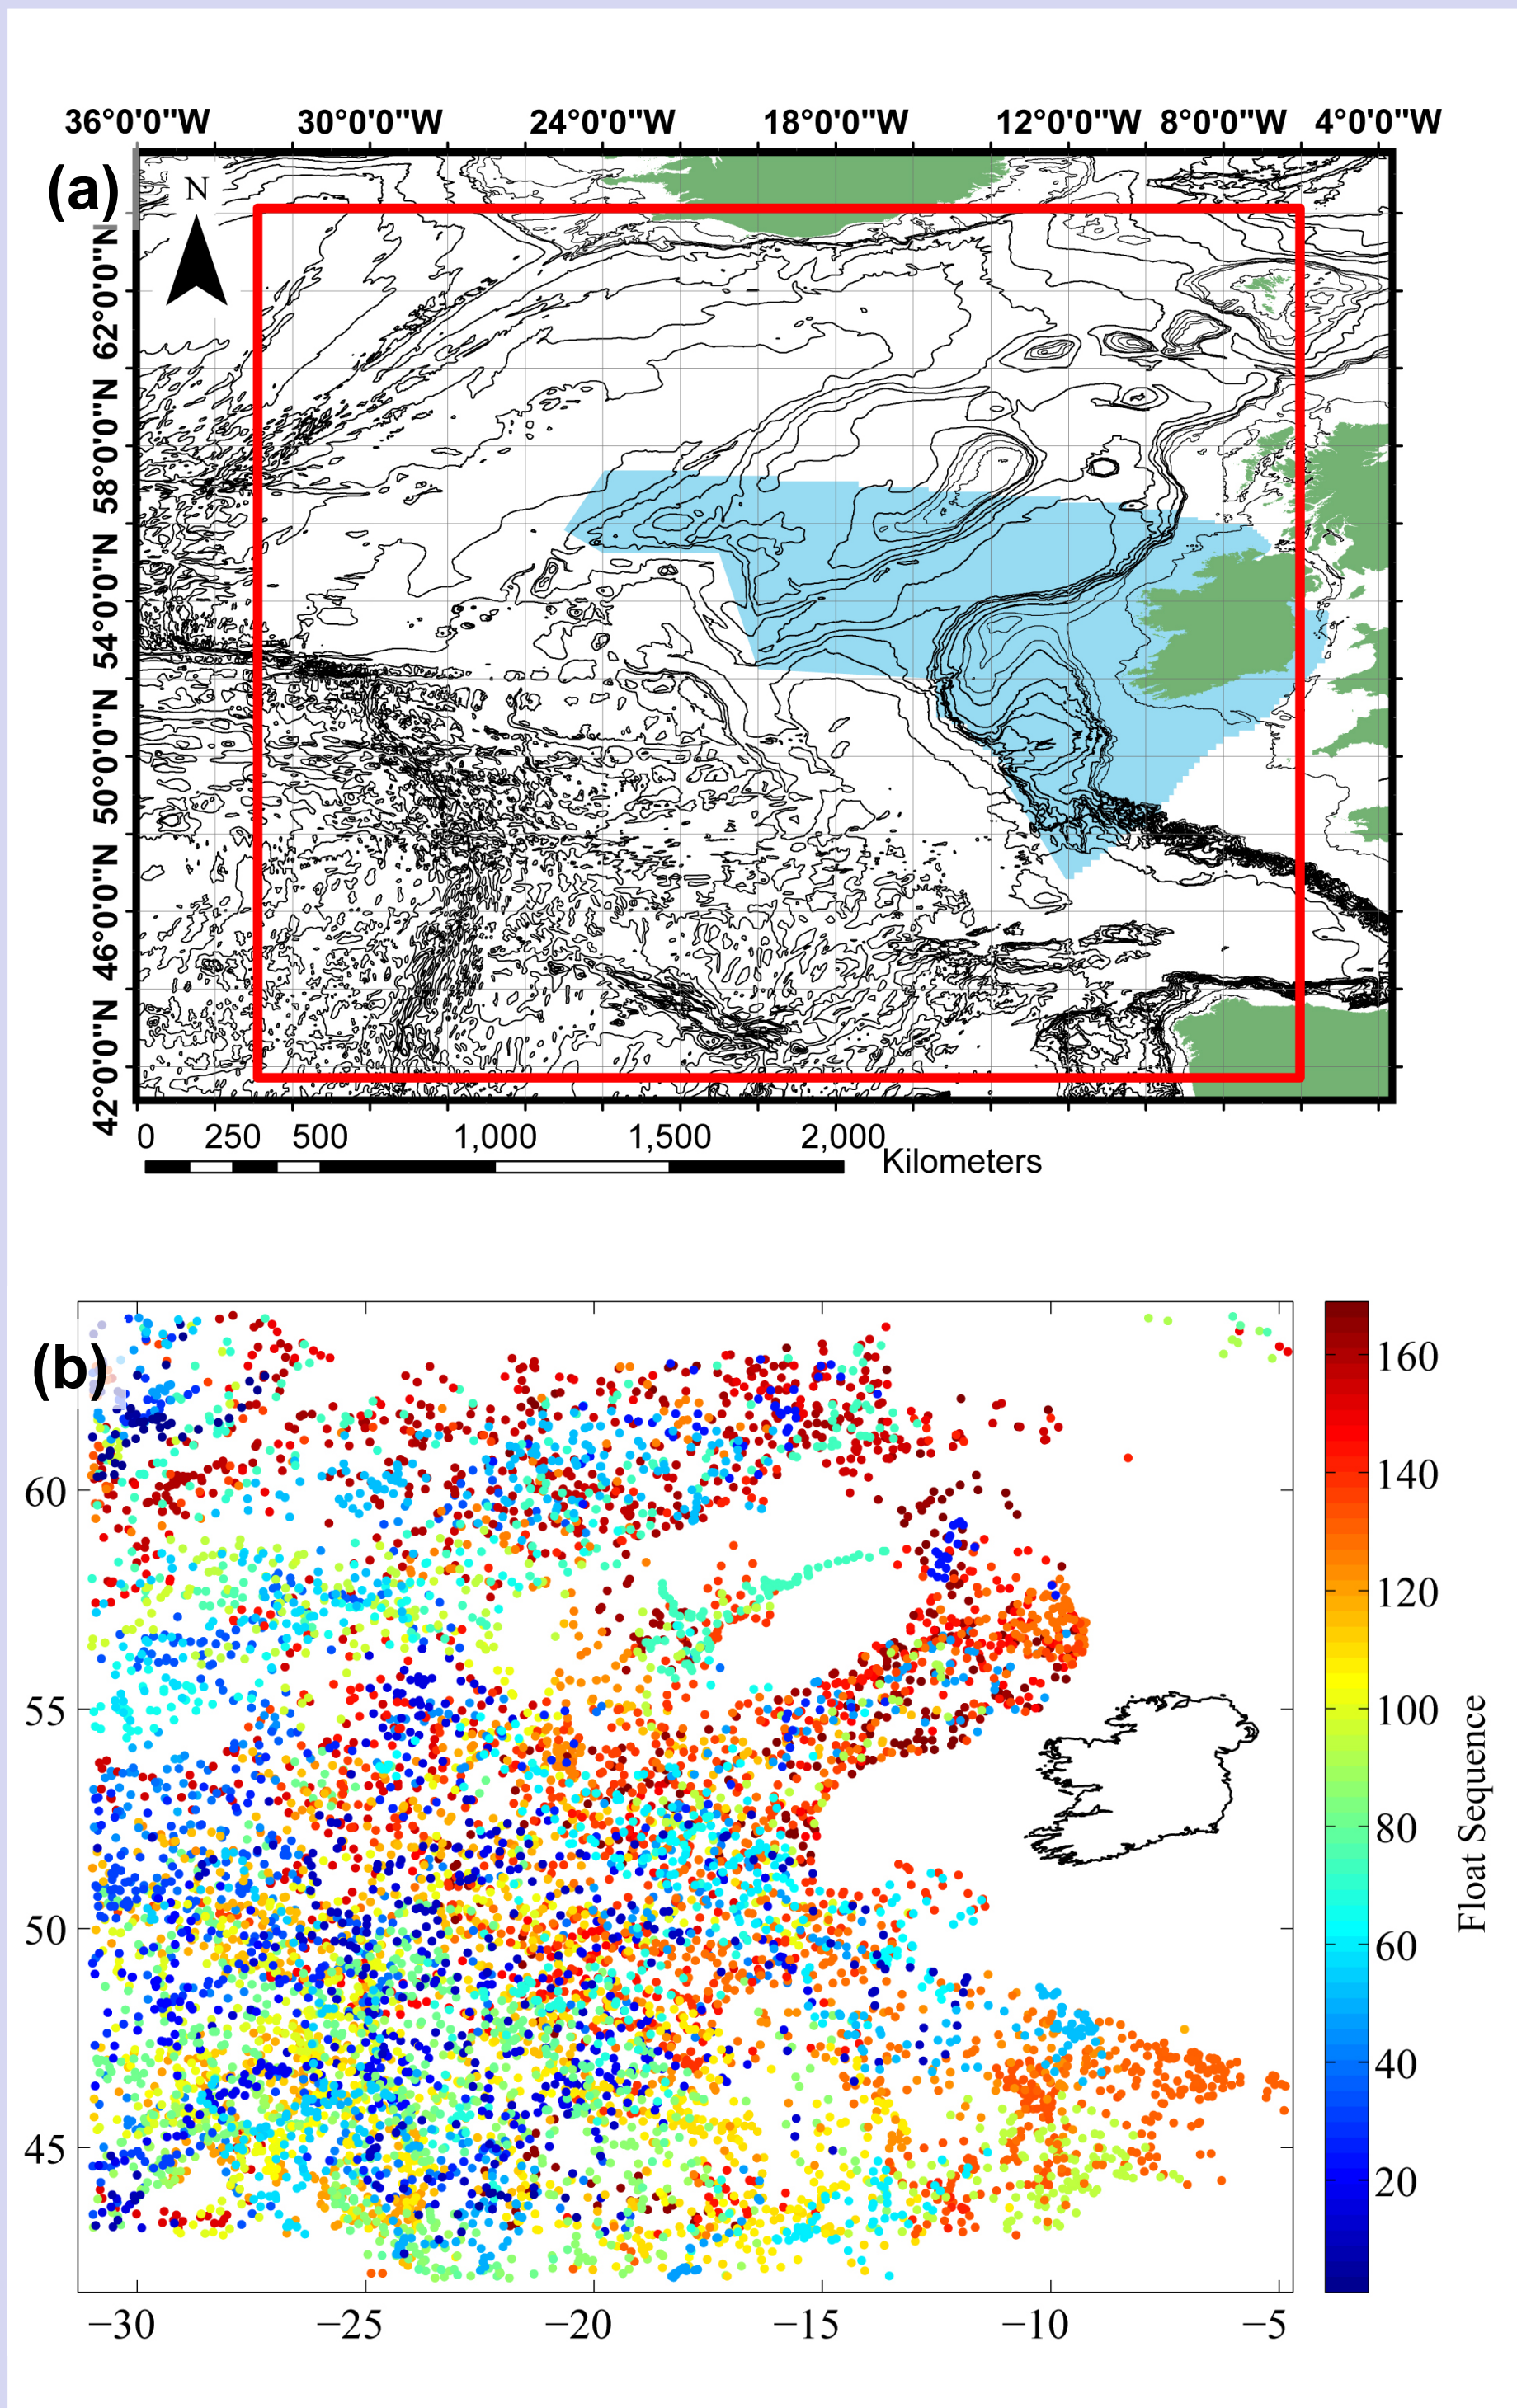 36°0'0"W 30°0'0"W 24°0'0"W 18°0'0"W 12°0'0"W 8°0'0"W 4°0'0"W
(a)
N
62°0'0"N
58°0'0"N
54°0'0"N
50°0'0"N
46°0'0"N
42°0'0"N
0 250 500 1,000 1,500 2,000
Kilometers
(b)
60
55
50
45
−30 −25 −20 −15 −10 −5
160
140
120
100
80
60
40
20
Float Sequence